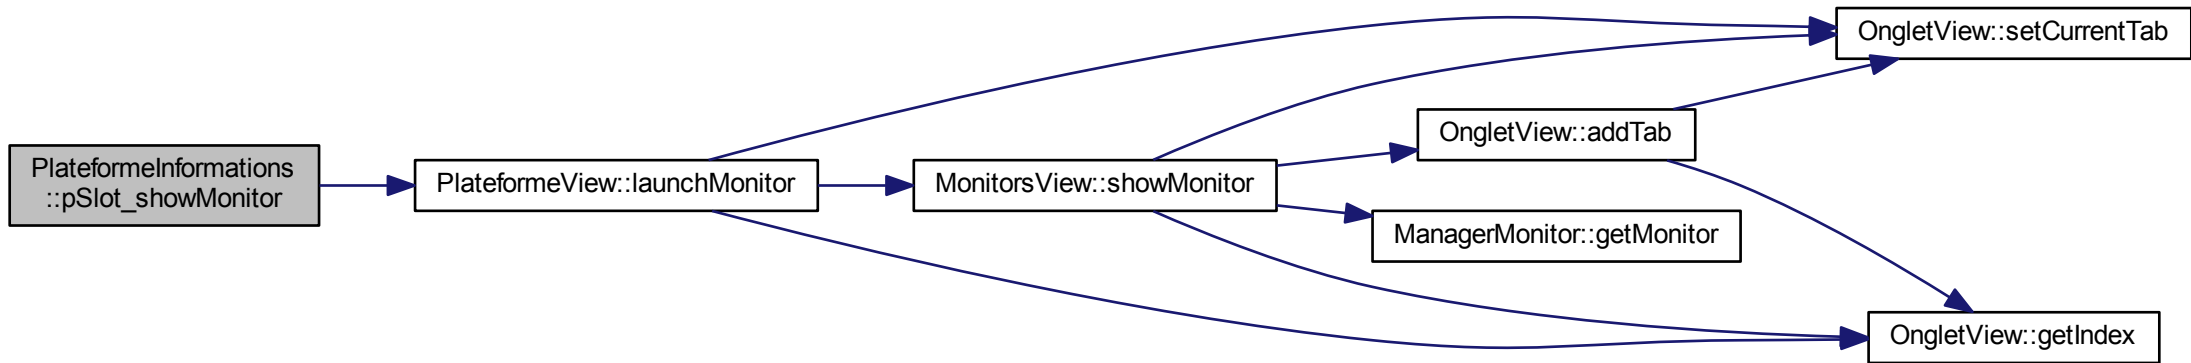 PlateformeInformations
::pSlot_showMonitor
PlateformeView::launchMonitor
MonitorsView::showMonitor
OngletView::setCurrentTab
OngletView::addTab
ManagerMonitor::getMonitor
OngletView::getIndex